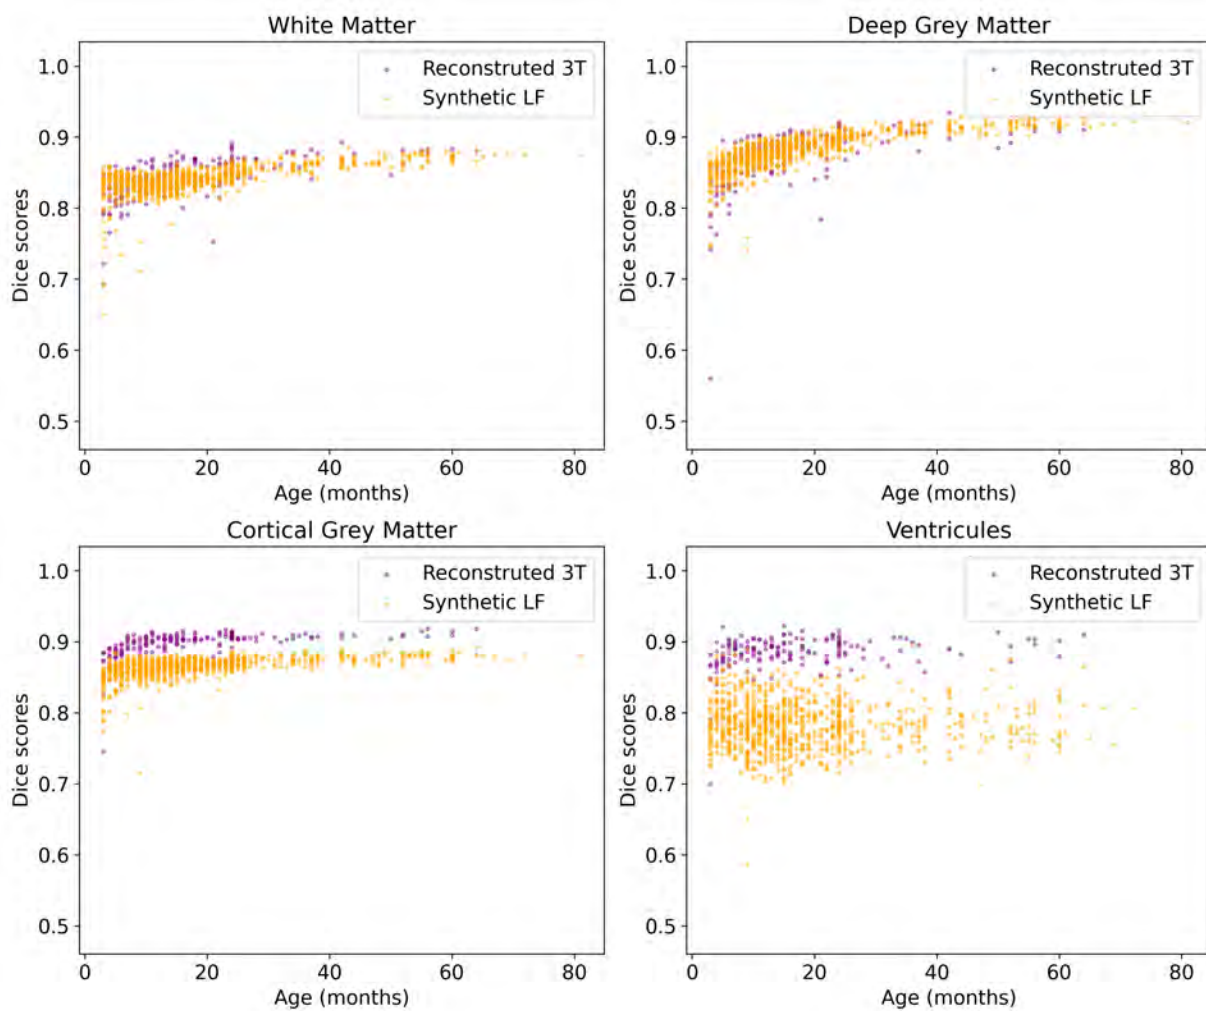 White Matter
Reconstruted 3T
Synthetic LF
1.0
0.9
0.8
0.7
0.6
0.5
Dice scores
0 20 40 60 80
Age (months)
Deep Grey Matter
Reconstruted 3T
Synthetic LF
1.0
0.9
0.8
0.7
0.6
0.5
Dice scores
0 20 40 60 80
Age (months)
Cortical Grey Matter
Reconstruted 3T
Synthetic LF
1.0
0.9
0.8
0.7
0.6
0.5
Dice scores
0 20 40 60 80
Age (months)
Ventricules
Reconstruted 3T
Synthetic LF
1.0
0.9
0.8
0.7
0.6
0.5
Dice scores
0 20 40 60 80
Age (months)